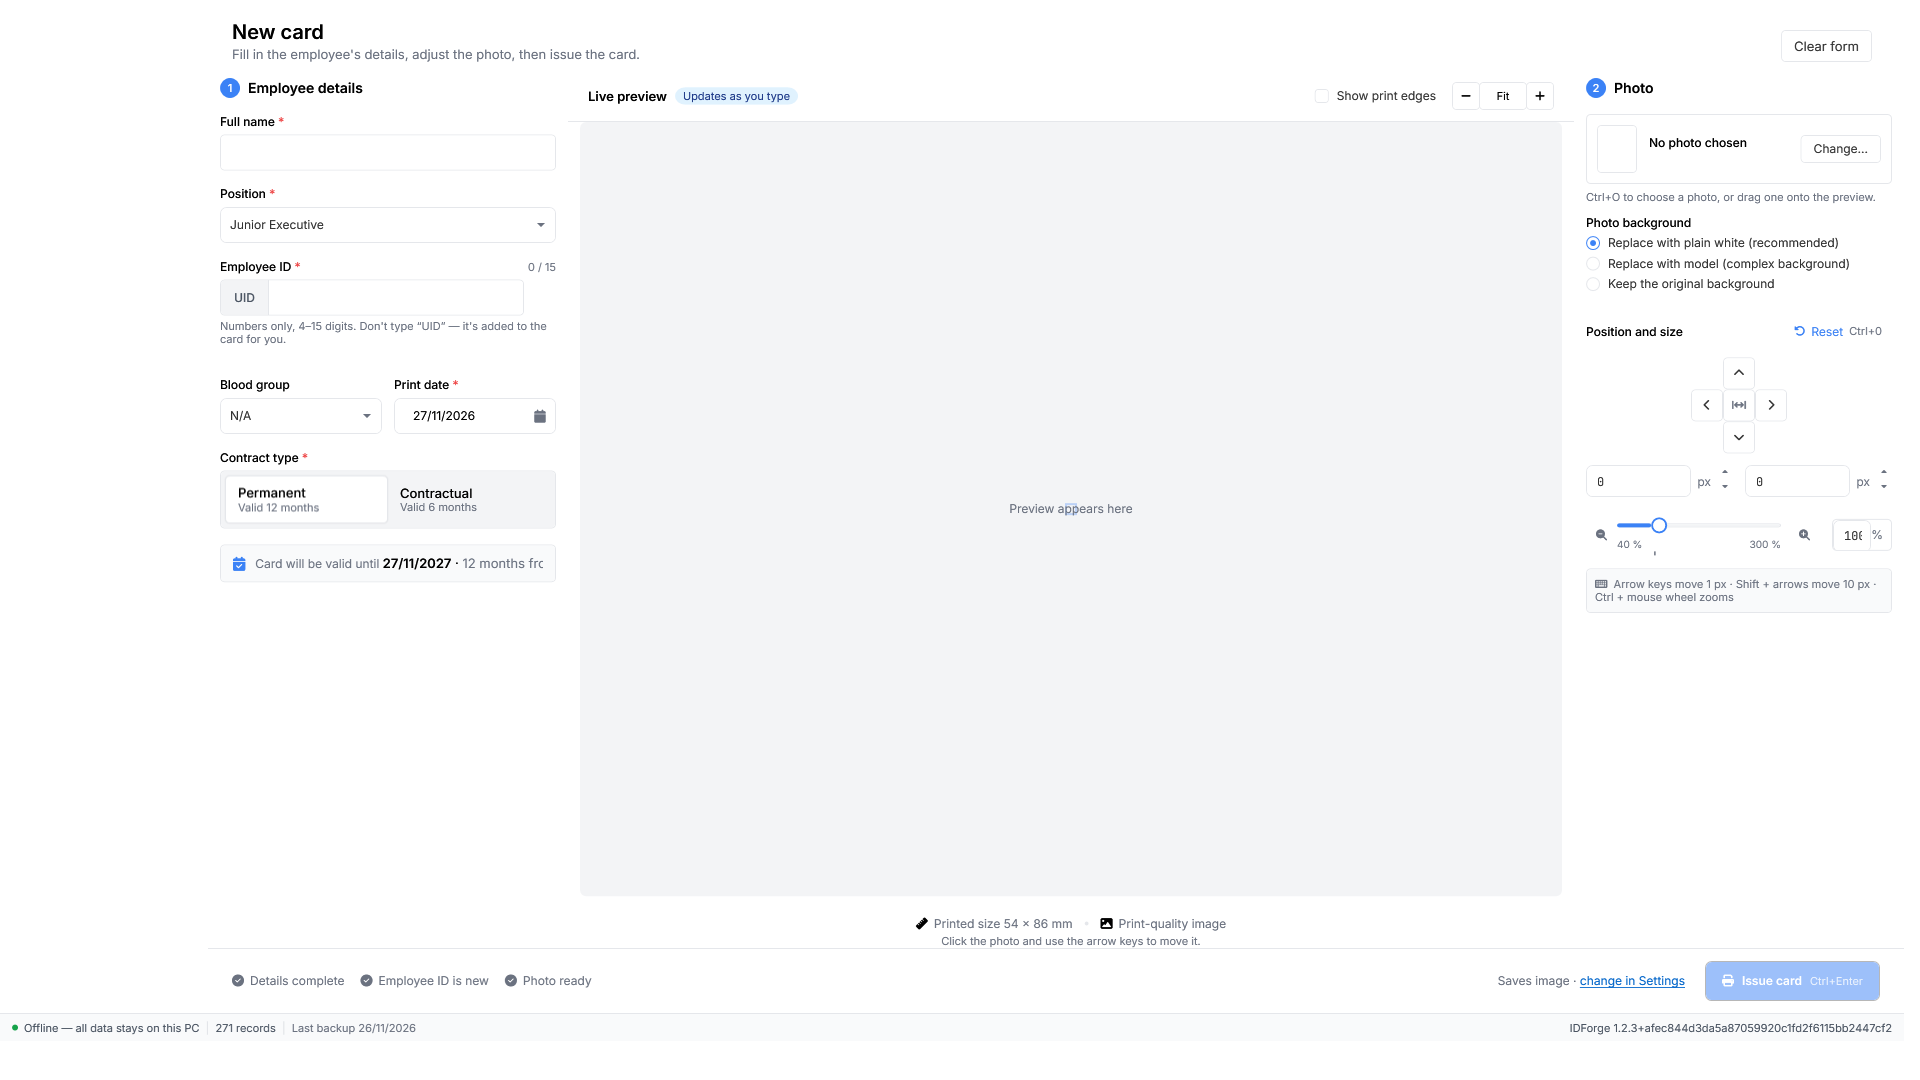 New card
Fill in the employee's details, adjust the photo, then issue the card.
Clear form
1 Employee details
Full name *
Position *
Junior Executive
Employee ID *
0 / 15
UID
Numbers only, 4–15 digits. Don't type “UID” — it's added to the
card for you.
Blood group
Print date *
N/A
27/11/2026
Contract type *
Permanent
Valid 12 months
Contractual
Valid 6 months
Card will be valid until 27/11/2027 · 12 months frc
Live preview
Updates as you type
Show print edges
Fit
Preview appears here
Printed size 54 × 86 mm
Print-quality image
Click the photo and use the arrow keys to move it.
2 Photo
No photo chosen
Change...
Ctrl+O to choose a photo, or drag one onto the preview.
Photo background
Replace with plain white (recommended)
Replace with model (complex background)
Keep the original background
Position and size
Reset Ctrl+0
0 px
0 px
40 %
300 %
100 %
Arrow keys move 1 px · Shift + arrows move 10 px ·
Ctrl + mouse wheel zooms
Details complete
Employee ID is new
Photo ready
Saves image · change in Settings
Issue card Ctrl+Enter
Offline — all data stays on this PC
271 records
Last backup 26/11/2026
IDForge 1.2.3+afec844d3da5a87059920c1fd2f6115bb2447cf2